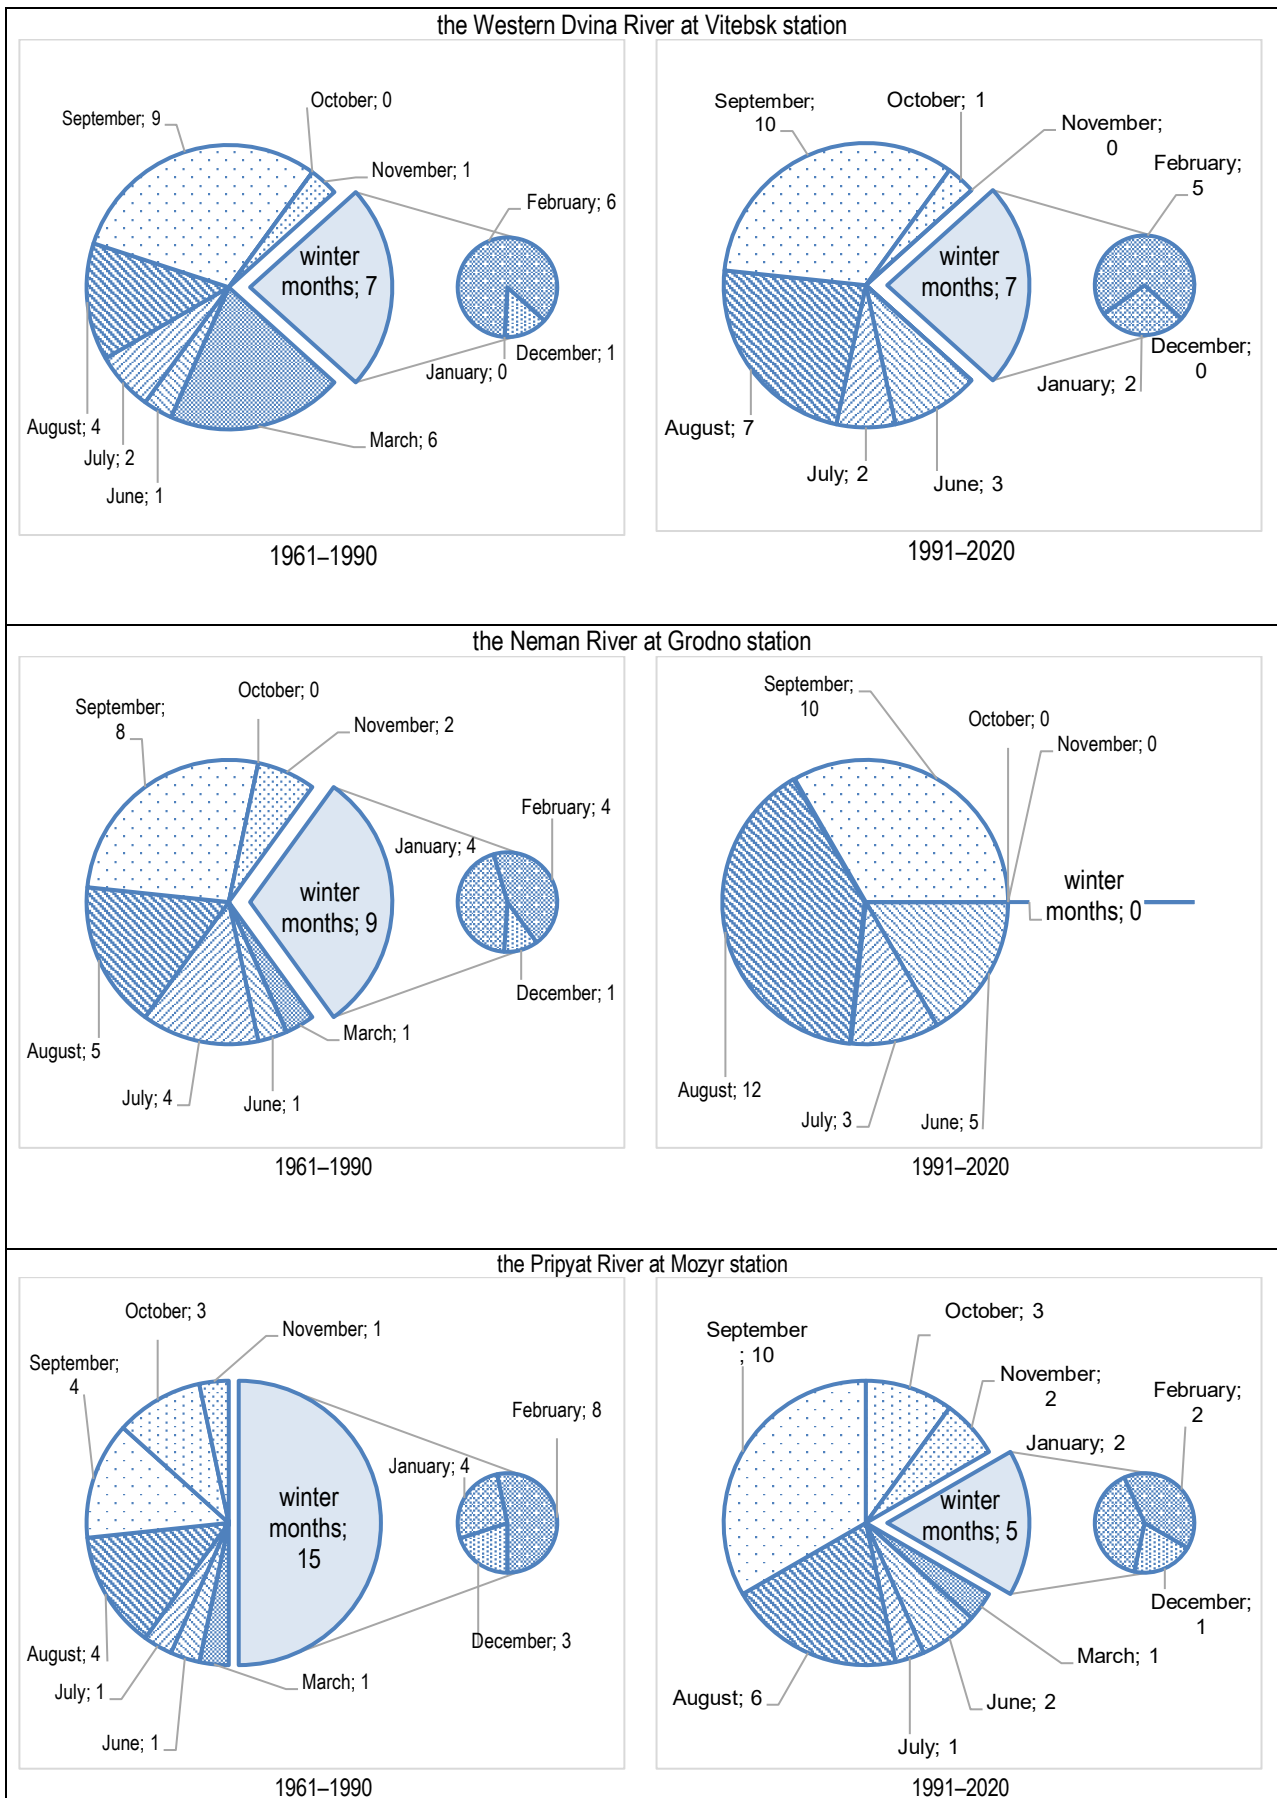 the Western Dvina River at Vitebsk station
October; 0
September; 9
November; 1
February; 6
winter
months; 7
December; 1
January; 0
August; 4
March; 6
July; 2
June; 1
1961–1990
September;
10
October; 1
November;
0
February;
5
winter
months; 7
December;
0
January; 2
August; 7
July; 2
June; 3
1991–2020
the Neman River at Grodno station
October; 0
September;
8
November; 2
February; 4
January; 4
winter
months; 9
December; 1
March; 1
August; 5
July; 4
June; 1
1961–1990
September;
10
October; 0
November; 0
winter
months; 0
August; 12
July; 3
June; 5
1991–2020
the Pripyat River at Mozyr station
October; 3
November; 1
September;
4
February; 8
January; 4
winter
months;
15
December; 3
August; 4
March; 1
July; 1
June; 1
1961–1990
October; 3
September
; 10
November;
2
February;
2
January; 2
winter
months; 5
December;
1
March; 1
August; 6
June; 2
July; 1
1991–2020